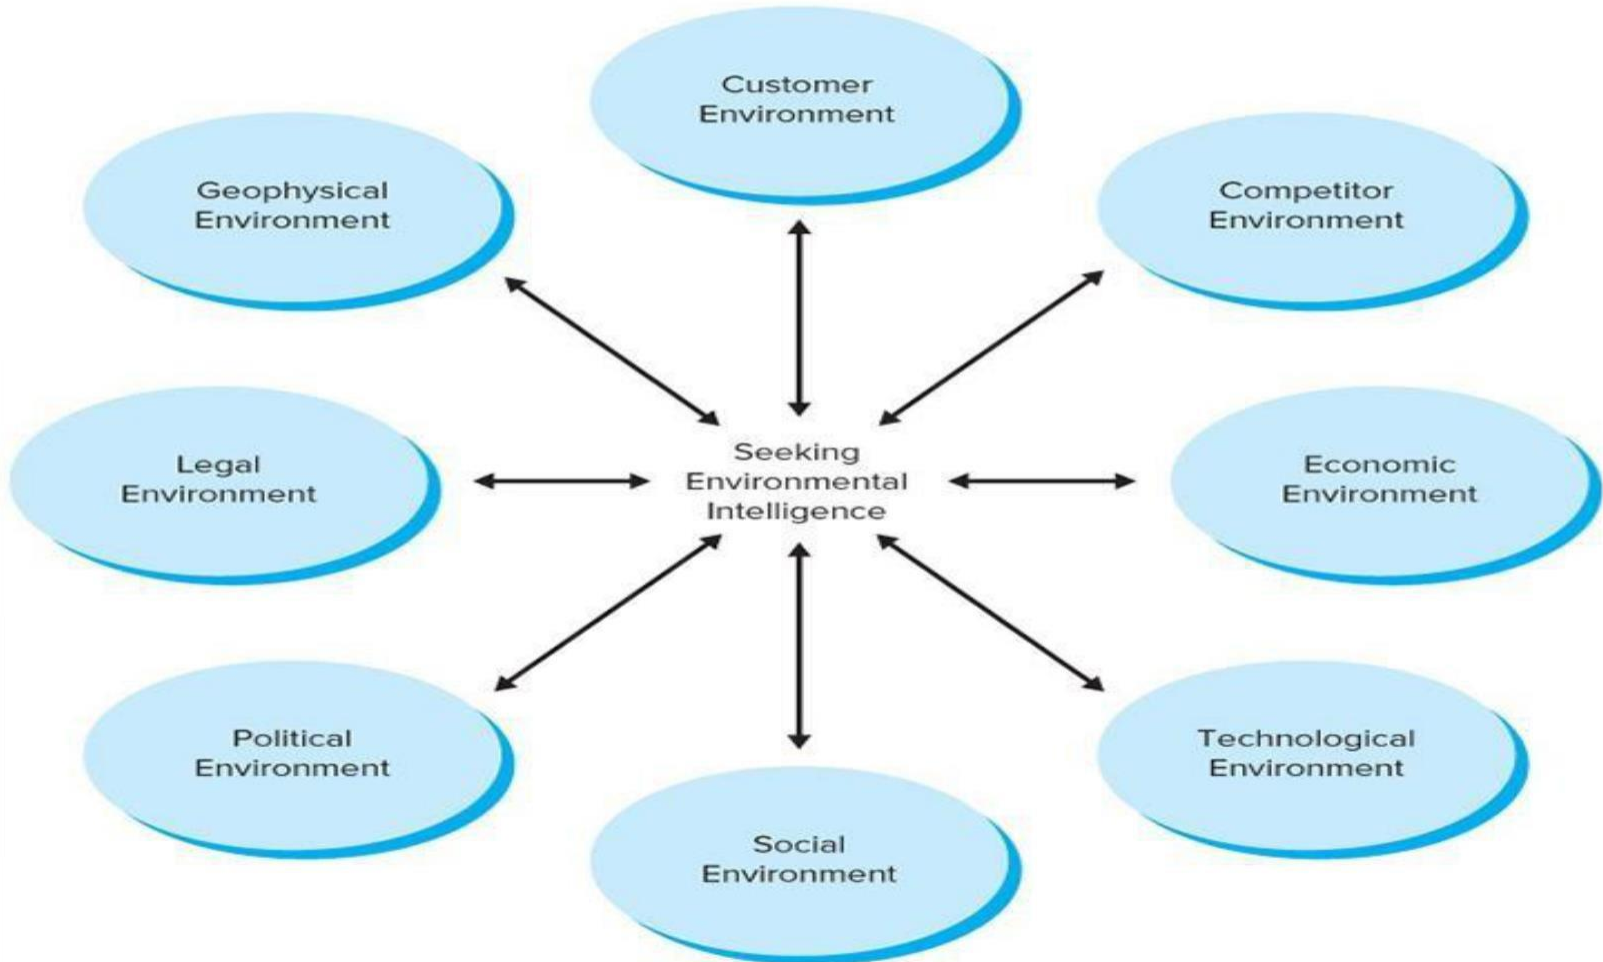 Customer
Environment
Competitor
Environment
Economic
Environment
Technological
Environment
Social
Environment
Political
Environment
Legal
Environment
Geophysical
Environment
Seeking
Environmental
Intelligence